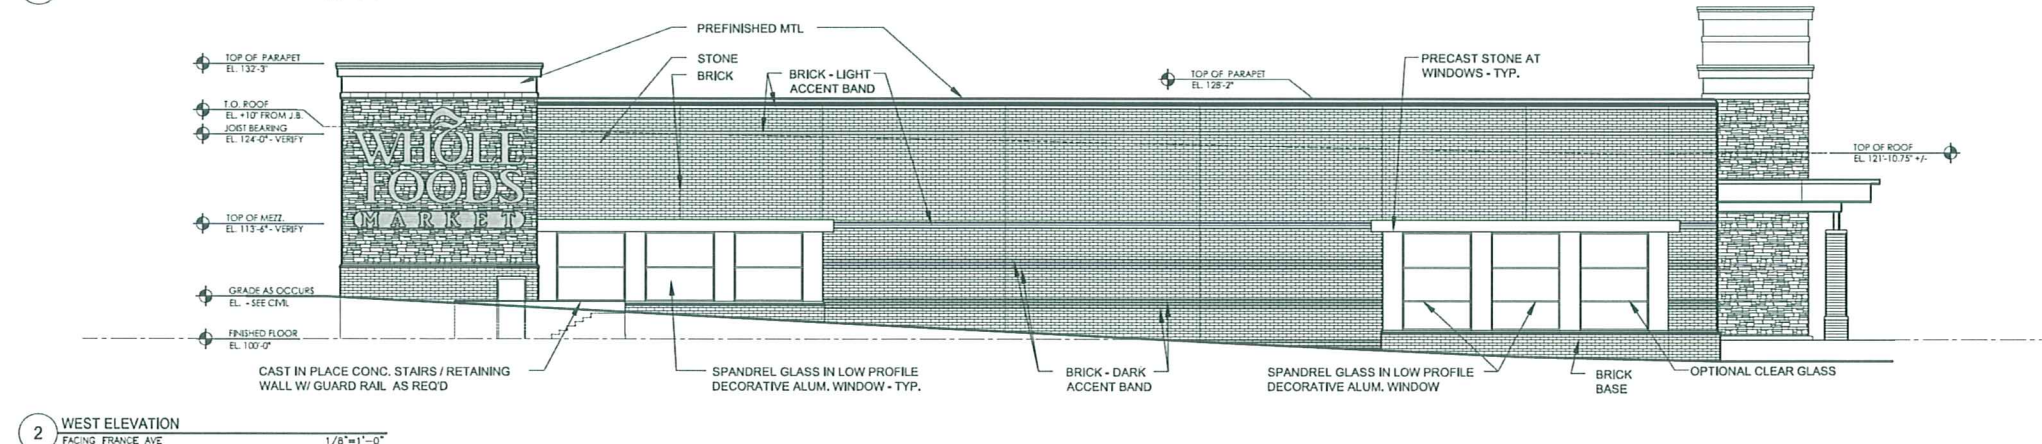 PREFINISHED MTL
STONE
BRICK
BRICK - LIGHT
ACCENT BAND
PRECAST STONE AT
WINDOWS - TYP.
TOP OF PARAPET
EL. 132'-3"
TOP OF PARAPET
EL. 128'-2"
T.O. ROOF
EL. +10" FROM J.B.
JOIST BEARING
EL. 124'-0" - VERIFY
WHOLE
FOODS
MARKET
TOP OF ROOF
EL. 121'-10.75" +/-
TOP OF MEZZ.
EL. 113'-6" - VERIFY
GRADE AS OCCURS
EL. - SEE CIVIL
FINISHED FLOOR
EL. 100'-0"
CAST IN PLACE CONC. STAIRS / RETAINING
WALL W/ GUARD RAIL AS REQ'D
SPANDREL GLASS IN LOW PROFILE
DECORATIVE ALUM. WINDOW - TYP.
BRICK - DARK
ACCENT BAND
SPANDREL GLASS IN LOW PROFILE
DECORATIVE ALUM. WINDOW
BRICK
BASE
OPTIONAL CLEAR GLASS
2
WEST ELEVATION
FACING FRANCE AVE
1/8"=1'-0"